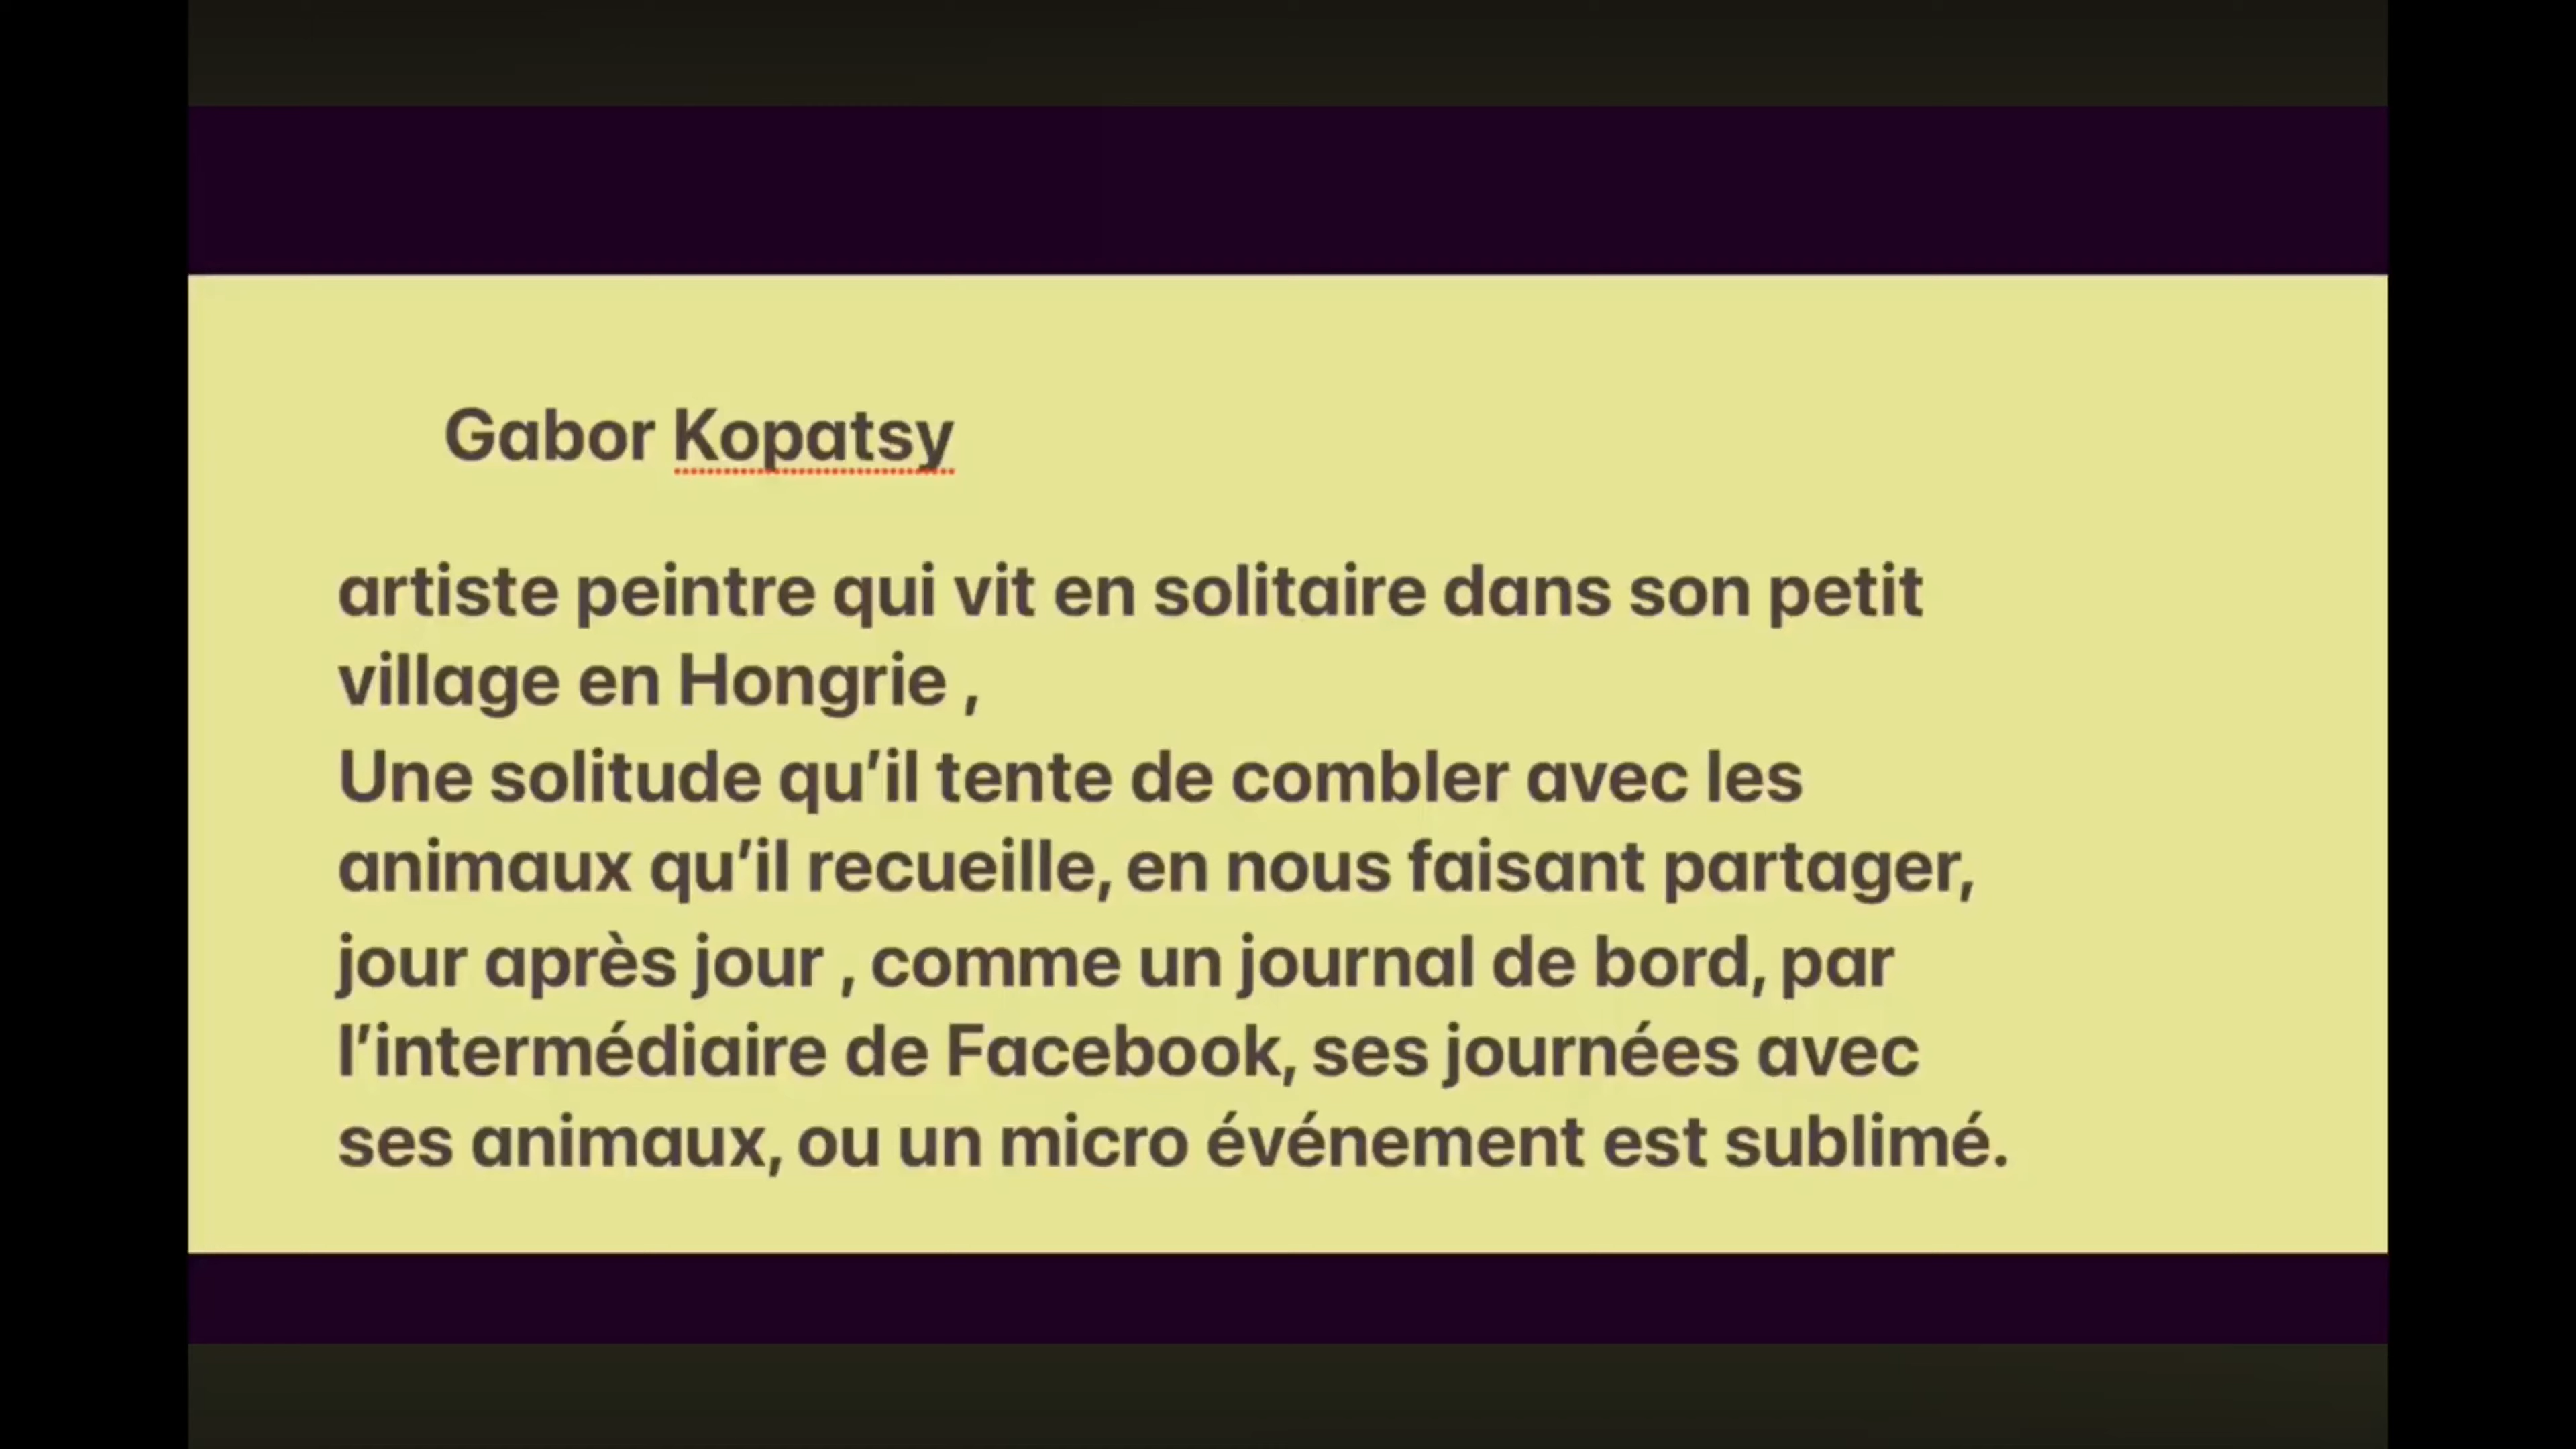 Gabor Kopatsy
artiste peintre qui vit en solitaire dans son petit
village en Hongrie ,
Une solitude qu’il tente de combler avec les
animaux qu’il recueille, en nous faisant partager,
jour après jour , comme un journal de bord, par
l’intermédiaire de Facebook, ses journées avec
ses animaux, ou un micro événement est sublimé.